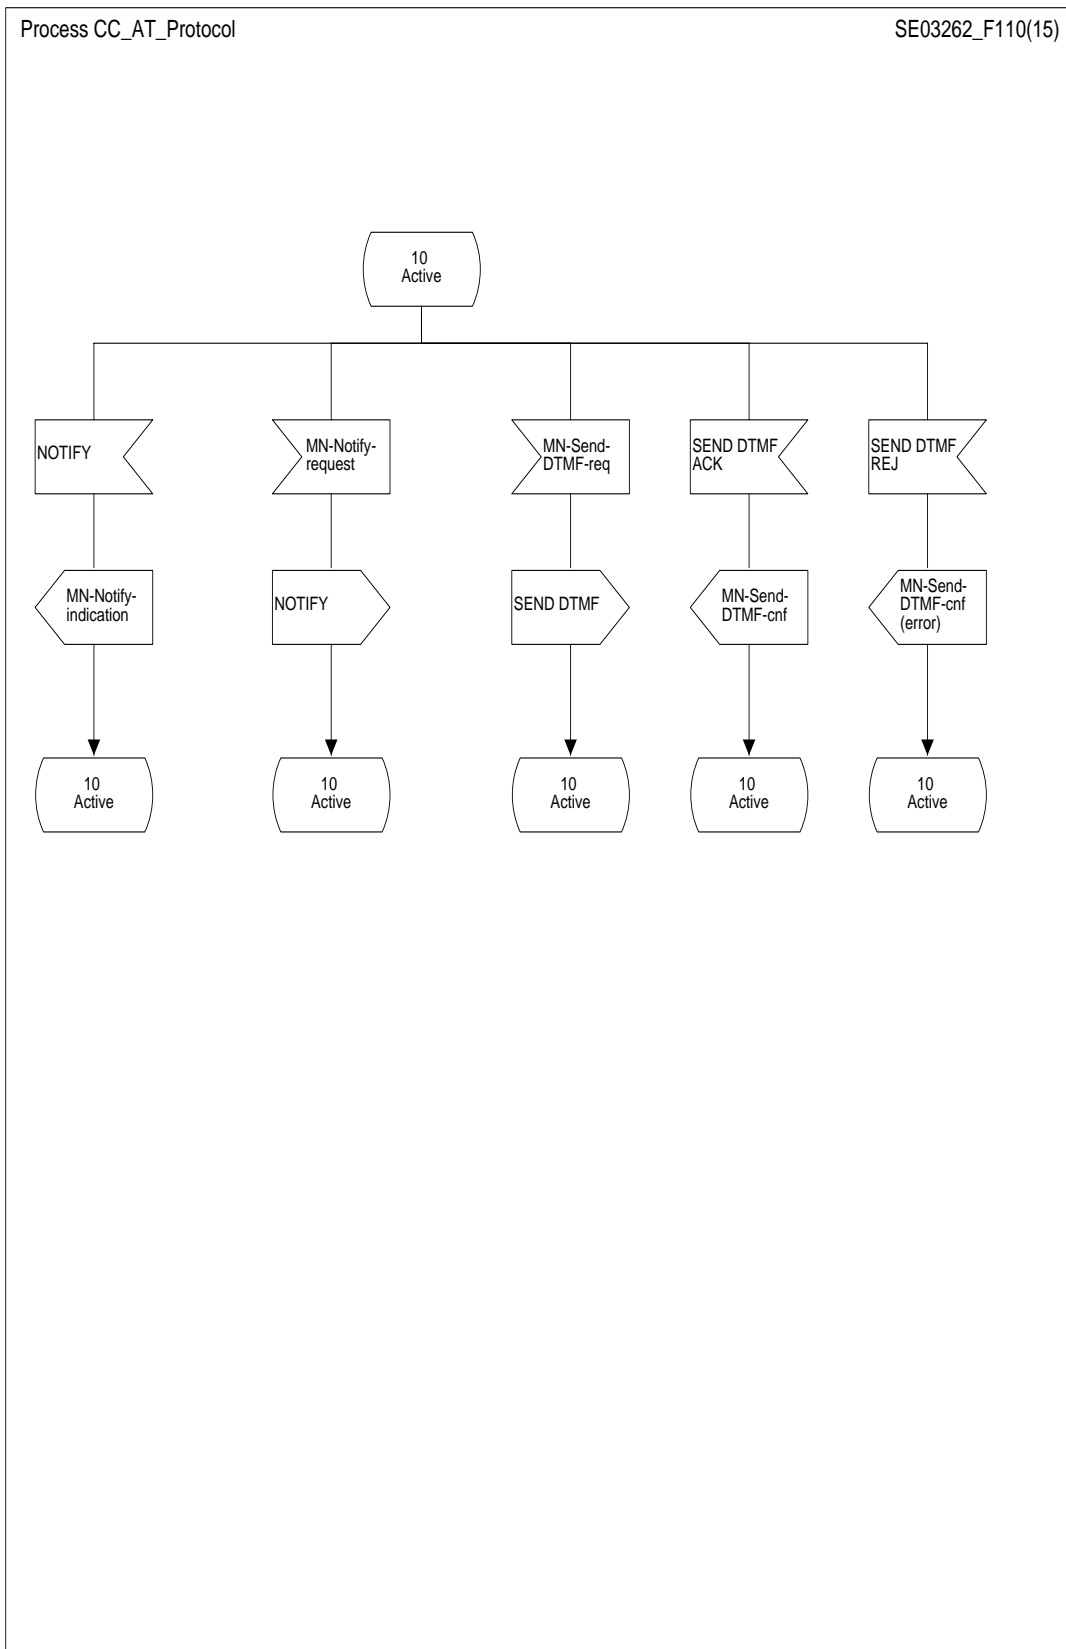 Process CC_AT_Protocol
SE03262_F110(15)
10
Active
NOTIFY
MN-Notify-
request
MN-Send-
DTMF-req
SEND DTMF
ACK
SEND DTMF
REJ
MN-Notify-
indication
NOTIFY
SEND DTMF
MN-Send-
DTMF-cnf
MN-Send-
DTMF-cnf
(error)
10
Active
10
Active
10
Active
10
Active
10
Active